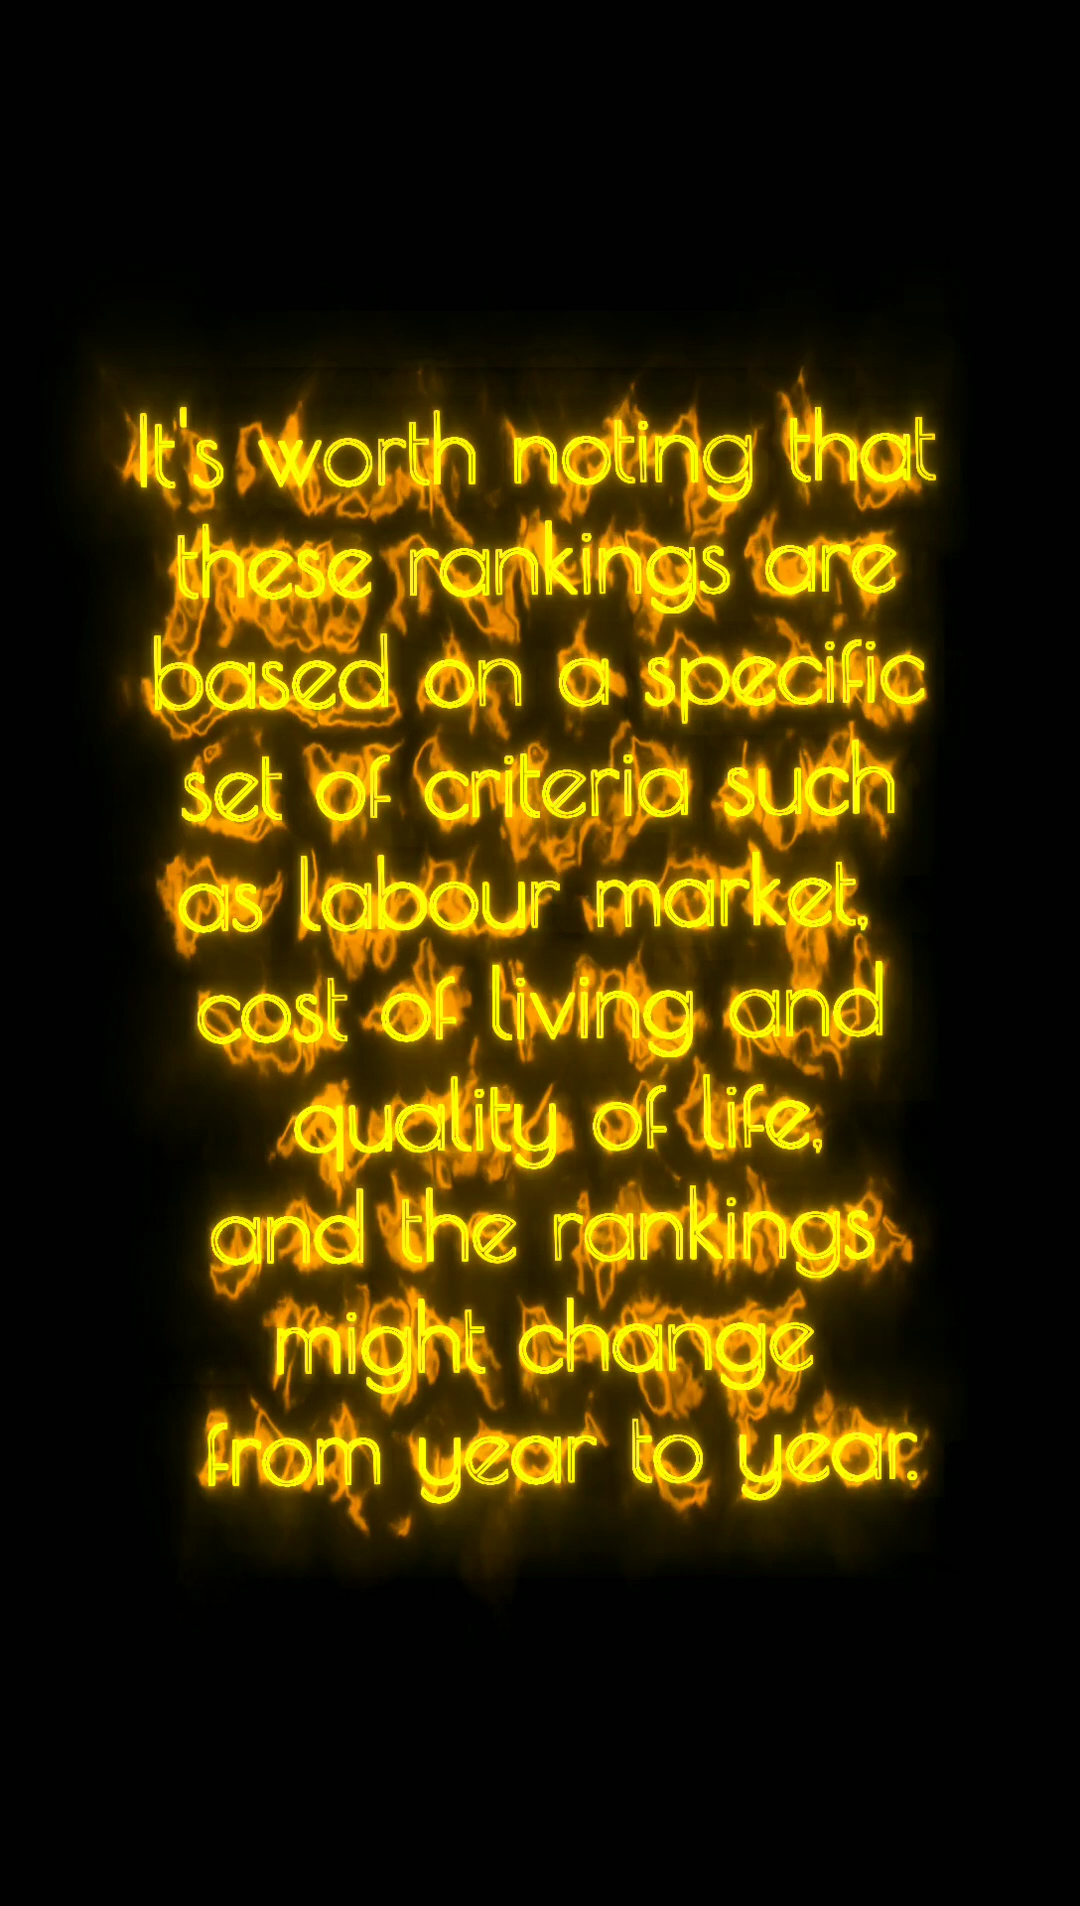 It's worth noting that
these rankings are
based on a specific
set of criteria such
as labour market,
cost of living and
quality of life,
and the rankings
might change
from year to year.